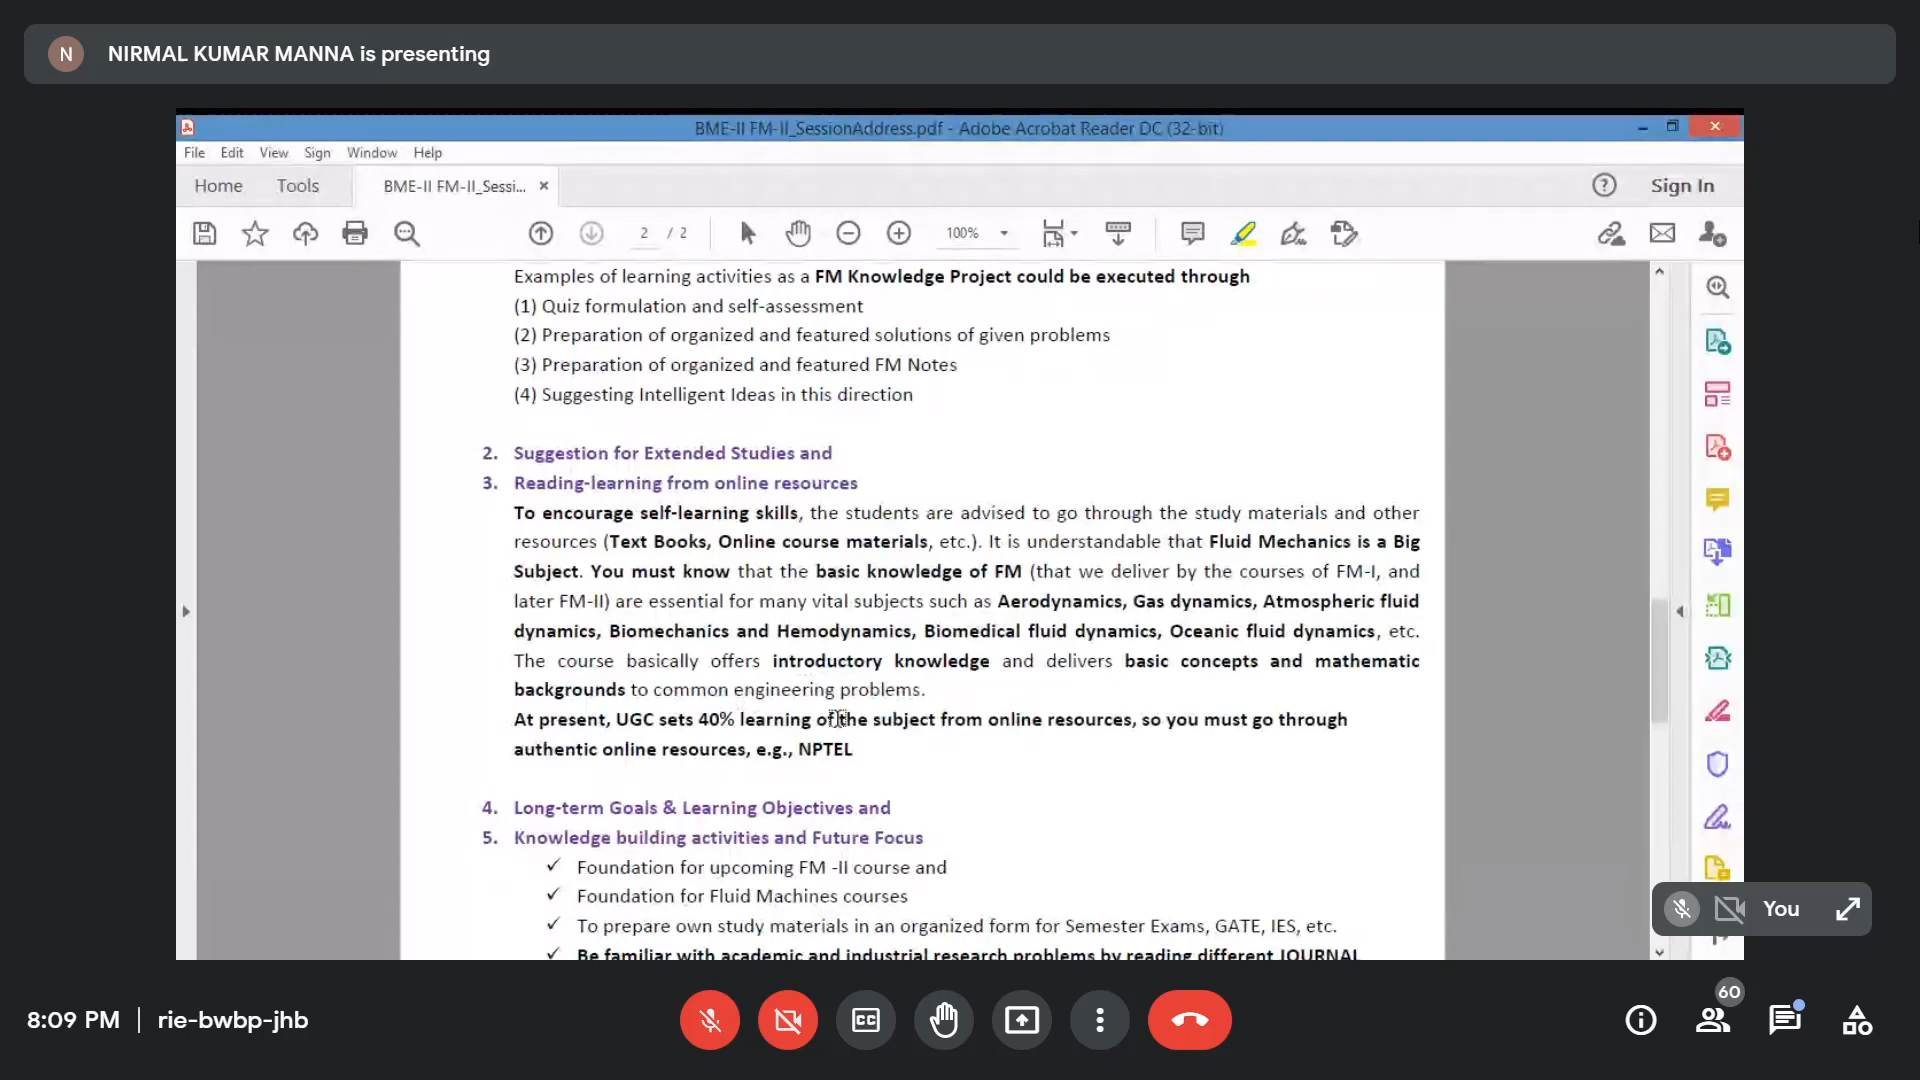 N
NIRMAL KUMAR MANNA is presenting
BME-II FM-II_SessionAddress.pdf - Adobe Acrobat Reader DC (32-bit)
File Edit View Sign Window Help
Home Tools BME-II FM-II_Sessi... × Sign In
2 / 2 100%
Examples of learning activities as a FM Knowledge Project could be executed through
(1) Quiz formulation and self-assessment
(2) Preparation of organized and featured solutions of given problems
(3) Preparation of organized and featured FM Notes
(4) Suggesting Intelligent Ideas in this direction
2. Suggestion for Extended Studies and
3. Reading-learning from online resources
To encourage self-learning skills, the students are advised to go through the study materials and other
resources (Text Books, Online course materials, etc.). It is understandable that Fluid Mechanics is a Big
Subject. You must know that the basic knowledge of FM (that we deliver by the courses of FM-I, and
later FM-II) are essential for many vital subjects such as Aerodynamics, Gas dynamics, Atmospheric fluid
dynamics, Biomechanics and Hemodynamics, Biomedical fluid dynamics, Oceanic fluid dynamics, etc.
The course basically offers introductory knowledge and delivers basic concepts and mathematic
backgrounds to common engineering problems.
At present, UGC sets 40% learning of the subject from online resources, so you must go through
authentic online resources, e.g., NPTEL
4. Long-term Goals & Learning Objectives and
5. Knowledge building activities and Future Focus
✓ Foundation for upcoming FM -II course and
✓ Foundation for Fluid Machines courses
✓ To prepare own study materials in an organized form for Semester Exams, GATE, IES, etc.
✓ Be familiar with academic and industrial research problems by reading different JOURNAL
You
60
8:09 PM | rie-bwbp-jhb
CC